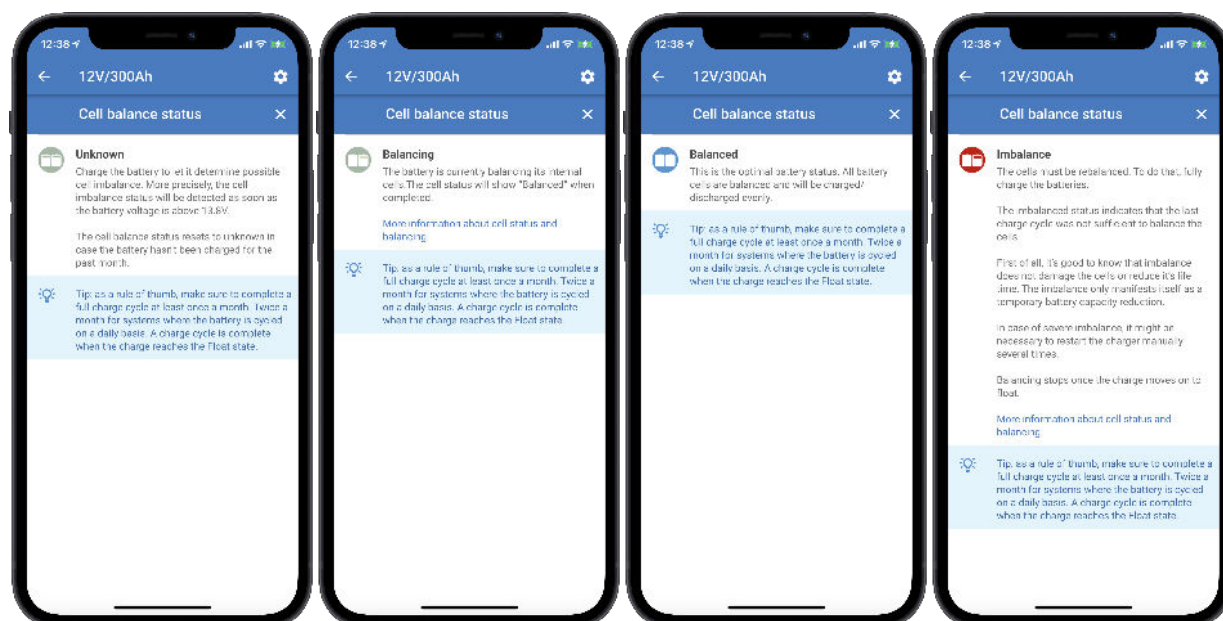 12:38
12V/300Ah
Cell balance status
Unknown
Charge the battery to let it determine possible
cell imbalance. More precisely, the cell
imbalance status will be detected as soon as
the battery voltage is above 13.8V.
The cell balance status resets to unknown in
case the battery hasn't been charged for the
past month.
Tip: as a rule of thumb, make sure to complete a
full charge cycle at least once a month. Twice a
month for systems where the battery is cycled
on a daily basis. A charge cycle is complete
when the charge reaches the Float state.
12:38
12V/300Ah
Cell balance status
Balancing
The battery is currently balancing its internal
cells.The cell status will show "Balanced" when
completed.
More information about cell status and
balancing
Tip: as a rule of thumb, make sure to complete a
full charge cycle at least once a month. Twice a
month for systems where the battery is cycled
on a daily basis. A charge cycle is complete
when the charge reaches the Float state.
12:38
12V/300Ah
Cell balance status
Balanced
This is the optimal battery status. All battery
cells are balanced and will be charged/
discharged evenly.
Tip: as a rule of thumb, make sure to complete a
full charge cycle at least once a month. Twice a
month for systems where the battery is cycled
on a daily basis. A charge cycle is complete
when the charge reaches the Float state.
12:38
12V/300Ah
Cell balance status
Imbalance
The cells must be rebalanced. To do that, fully
charge the batteries.
The imbalanced status indicates that the last
charge cycle was not sufficient to balance the
cells
First of all, it's good to know that imbalance
does not damage the cells or reduce it's life
time. The imbalance only manifests itself as a
temporary battery capacity reduction.
In case of severe imbalance, it might be
necessary to restart the charger manually
several times.
Balancing stops once the charge moves on to
float.
More information about cell status and
balancing
Tip: as a rule of thumb, make sure to complete a
full charge cycle at least once a month. Twice a
month for systems where the battery is cycled
on a daily basis. A charge cycle is complete
when the charge reaches the Float state.